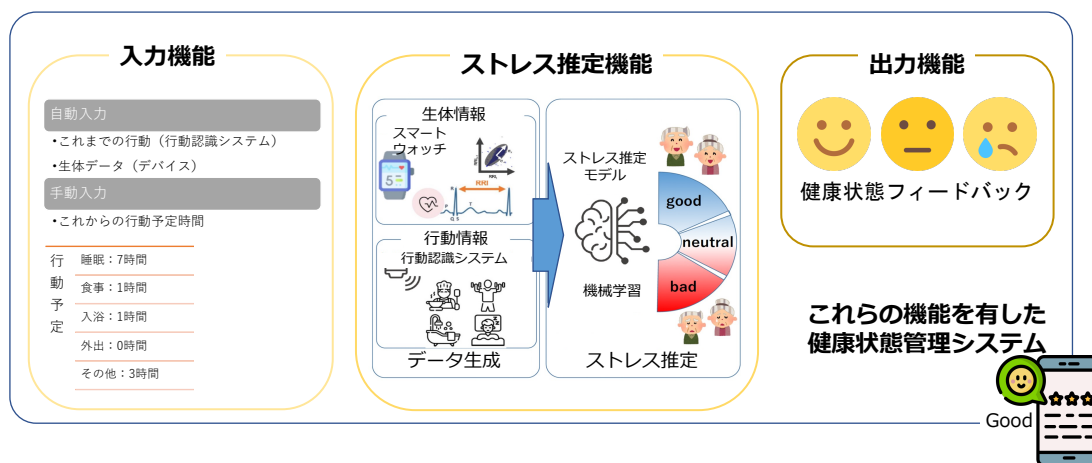 入力機能
自動入力
•これまでの行動（行動認識システム）
•生体データ（デバイス）
手動入力
•これからの行動予定時間
行動予定
睡眠：7時間
食事：1時間
入浴：1時間
外出：0時間
その他：3時間
ストレス推定機能
生体情報
スマート
ウォッチ
5
RRI
R
P
T
Q S
行動情報
行動認識システム
データ生成
ストレス推定
モデル
機械学習
good
neutral
bad
ストレス推定
出力機能
健康状態フィードバック
これらの機能を有した
健康状態管理システム
Good